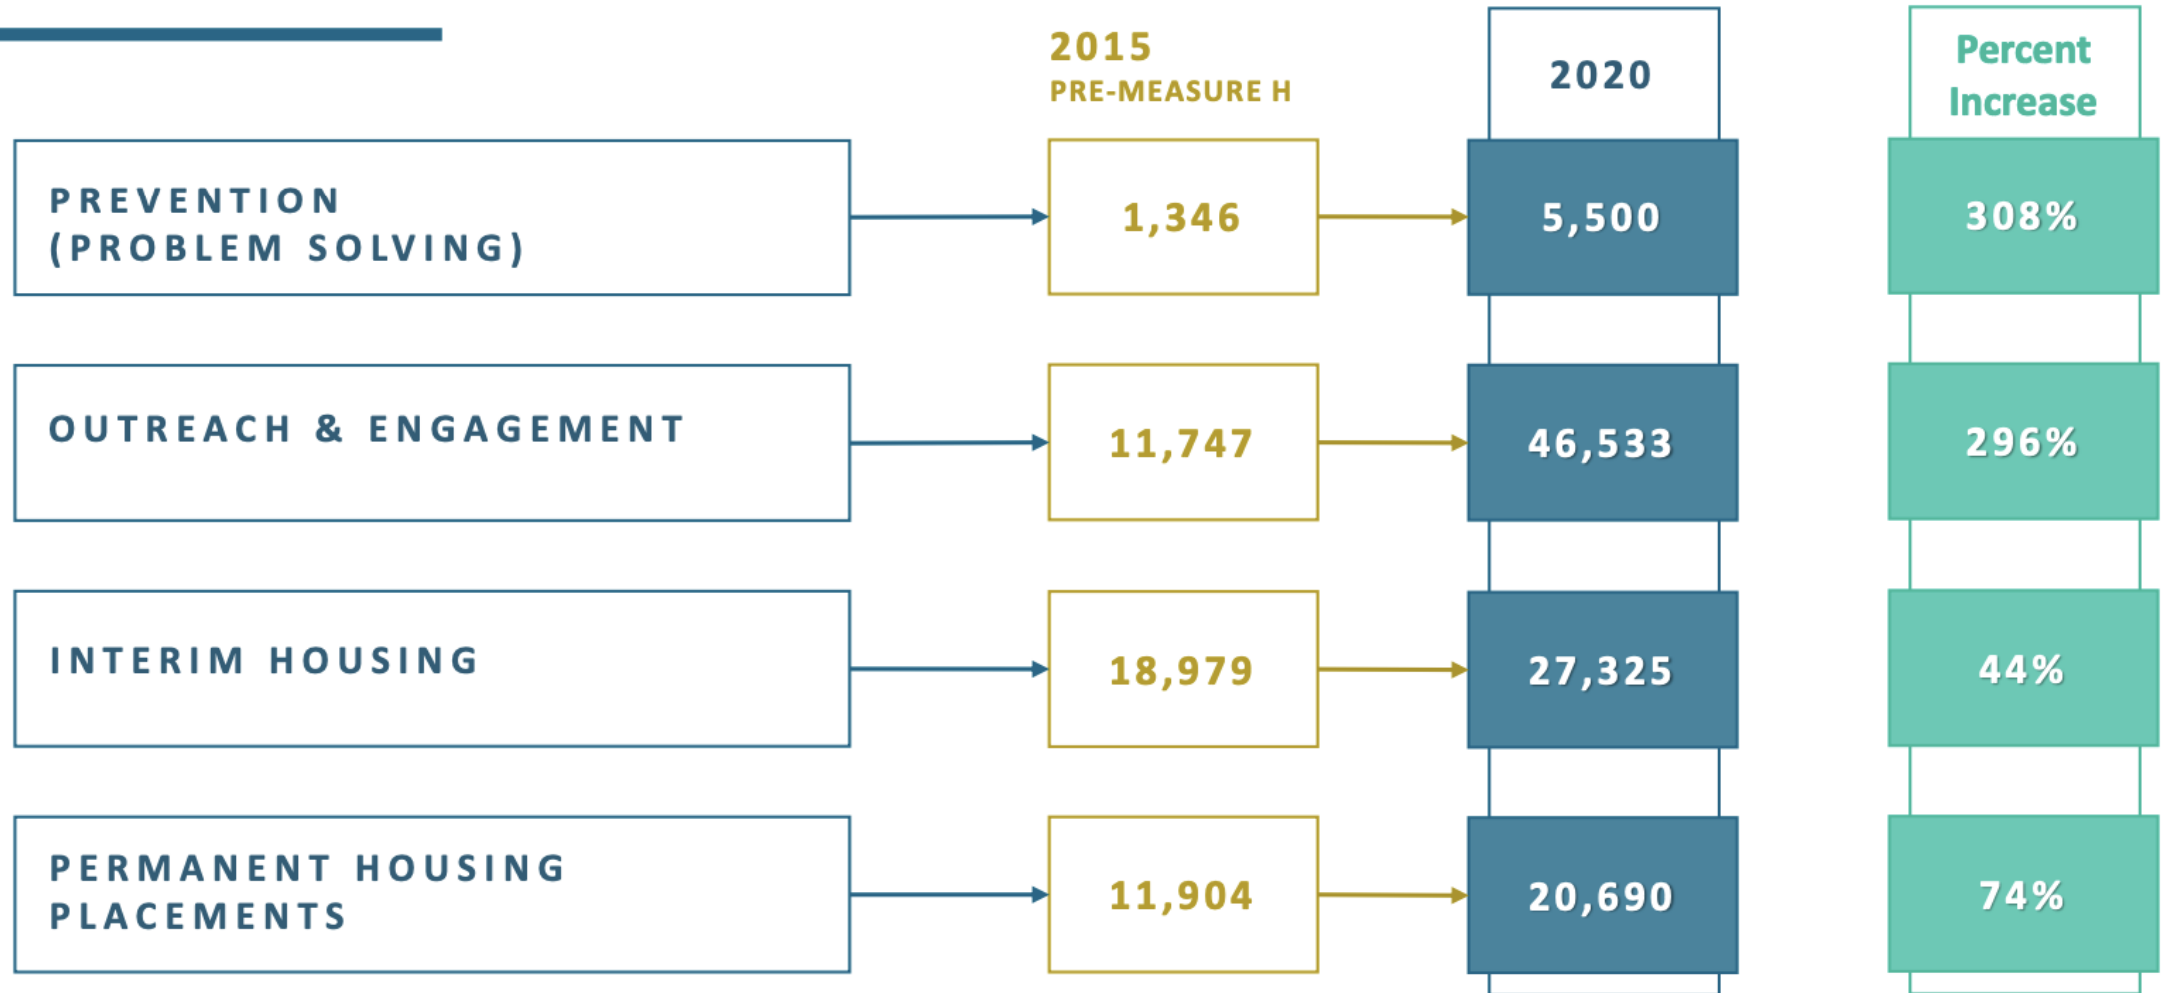 2015
PRE-MEASURE H
2020
Percent
Increase
PREVENTION
(PROBLEM SOLVING)
1,346
5,500
308%
OUTREACH & ENGAGEMENT
11,747
46,533
296%
INTERIM HOUSING
18,979
27,325
44%
PERMANENT HOUSING
PLACEMENTS
11,904
20,690
74%